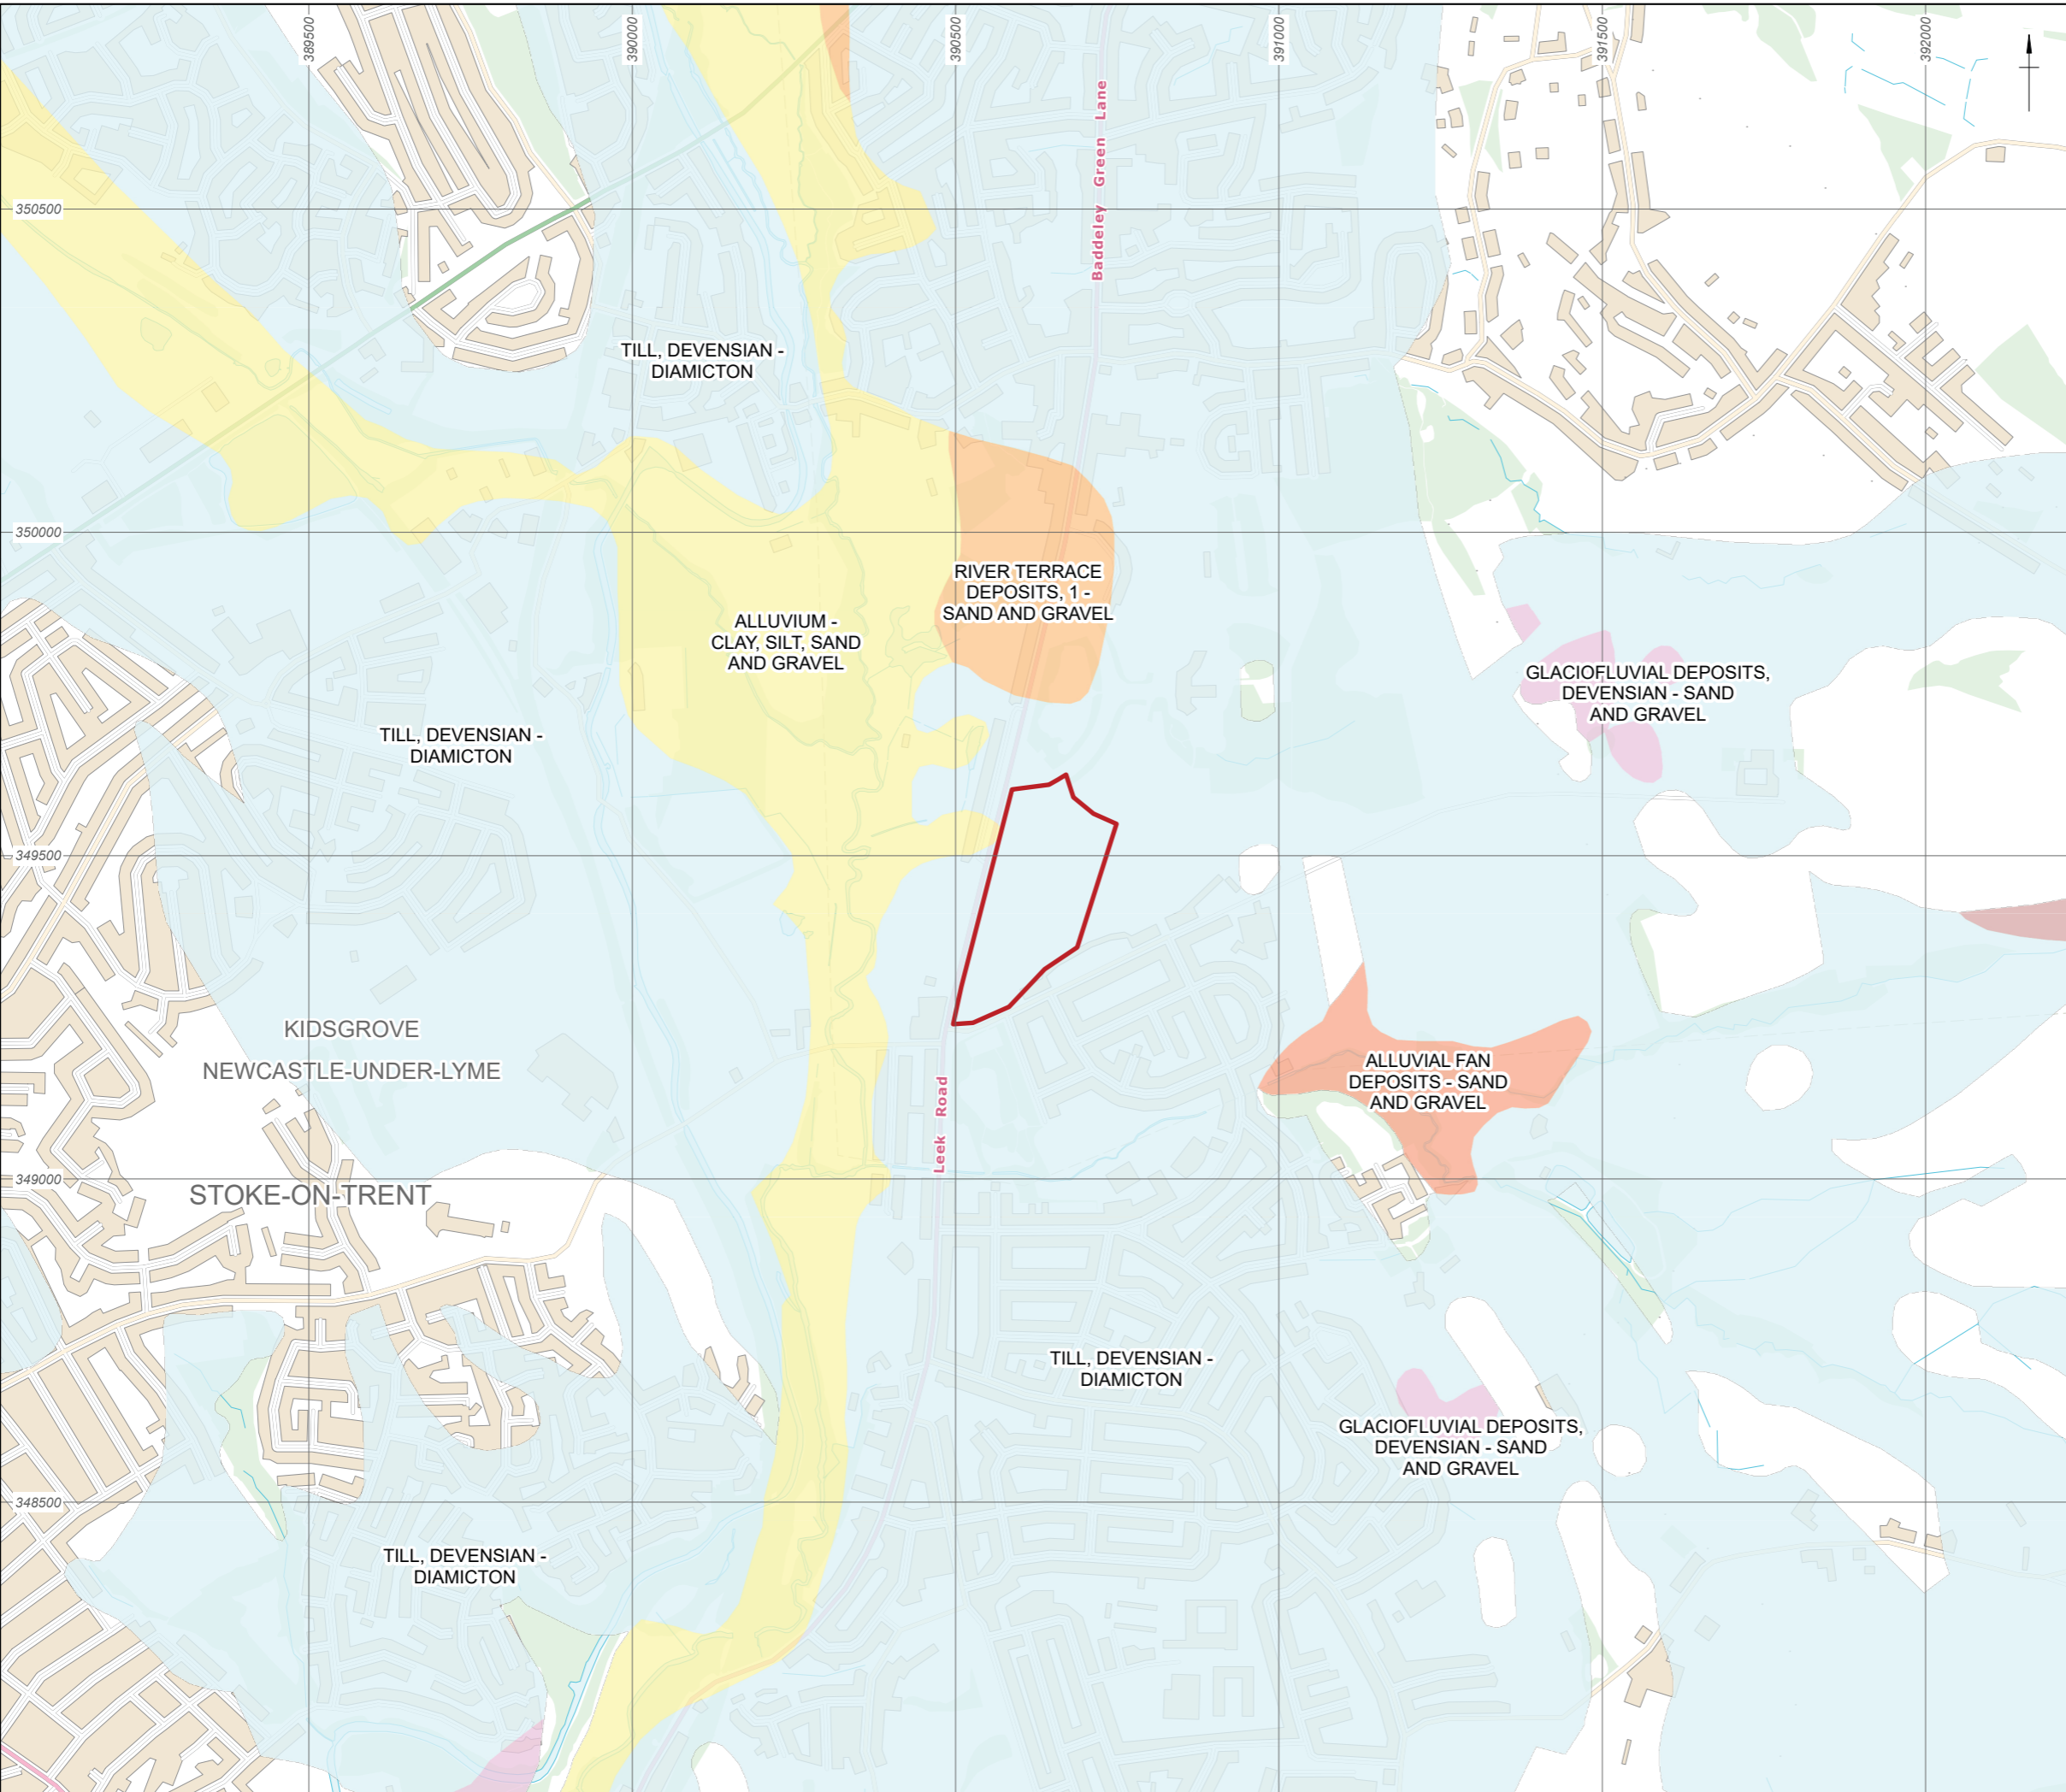 389500
390000
390500
391000
391500
392000
Baddeley Green Lane
350500
TILL, DEVENSIAN -
DIAMICTON
350000
RIVER TERRACE
DEPOSITS, 1 -
SAND AND GRAVEL
ALLUVIUM -
CLAY, SILT, SAND
AND GRAVEL
GLACIOFLUVIAL DEPOSITS,
DEVENSIAN - SAND
AND GRAVEL
TILL, DEVENSIAN -
DIAMICTON
349500
KIDSGROVE
NEWCASTLE-UNDER-LYME
ALLUVIAL FAN
DEPOSITS - SAND
AND GRAVEL
Leek Road
349000
STOKE-ON-TRENT
TILL, DEVENSIAN -
DIAMICTON
GLACIOFLUVIAL DEPOSITS,
DEVENSIAN - SAND
AND GRAVEL
348500
TILL, DEVENSIAN -
DIAMICTON